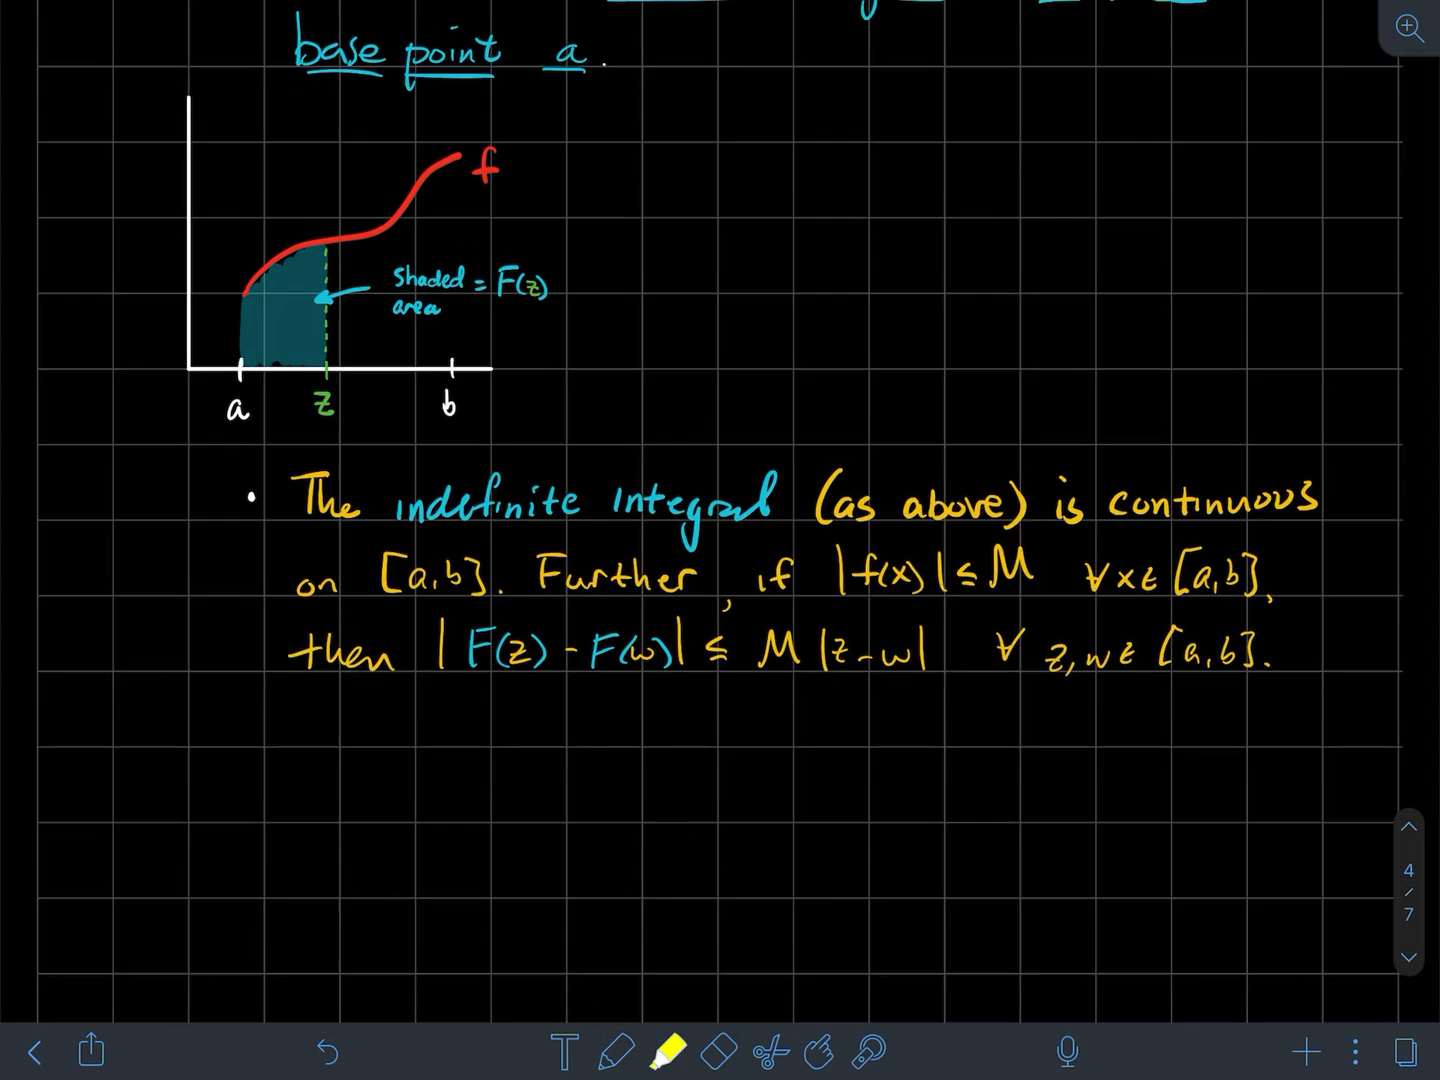 base point a.
f
shaded = F(z)
area
a z b
• The indefinite integral (as above) is continuous
on [a,b]. Further, if |f(x)| ≤ M ∀x∈ [a,b],
then |F(z) - F(w)| ≤ M |z-w| ∀ z,w∈ [a,b].
4
/
7
T